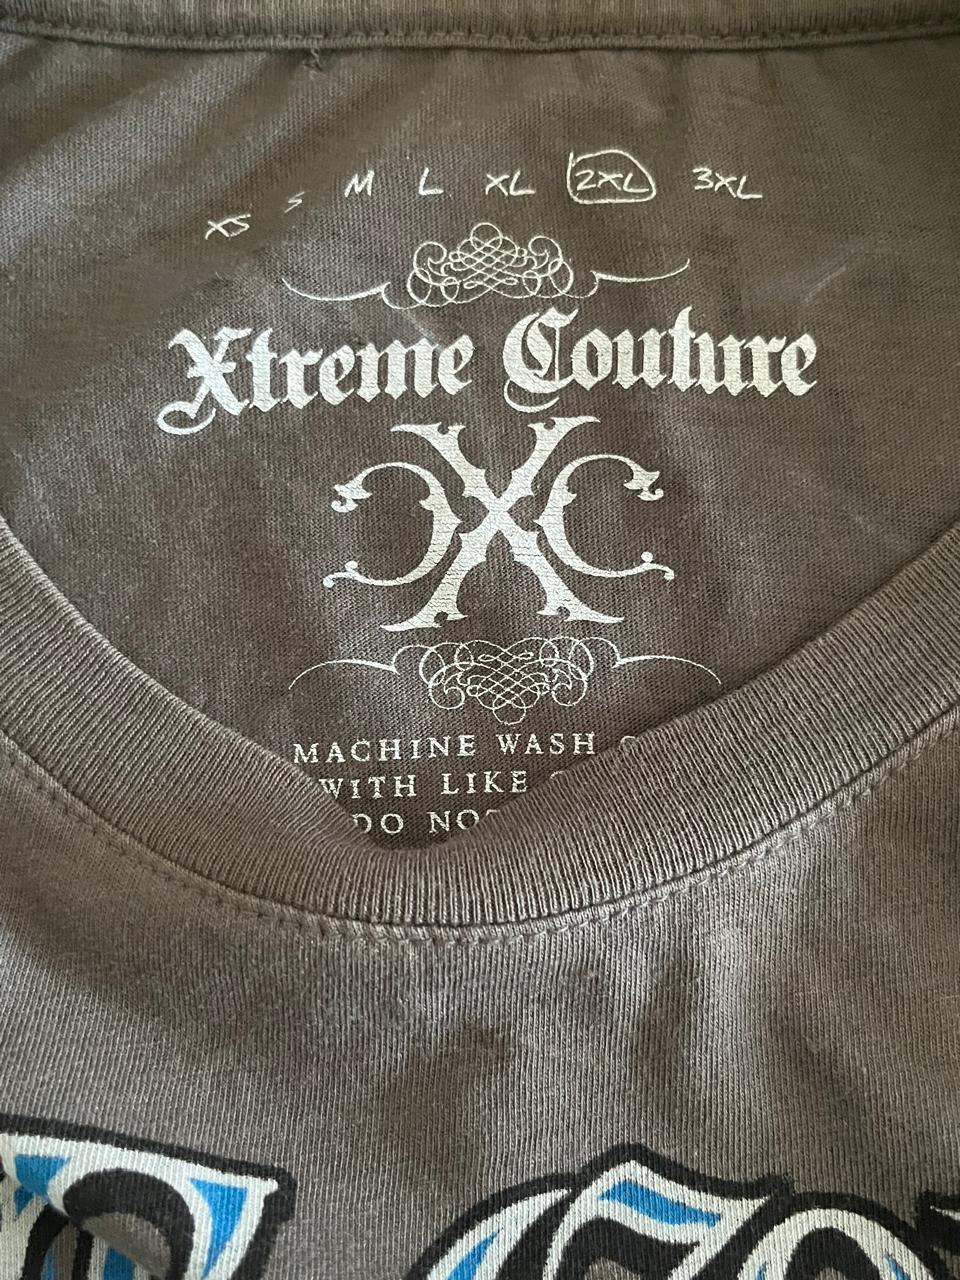 XS S M L XL 2XL 3XL
Xtreme Couture
XC
MACHINE WASH
WITH LIKE
DO NOT